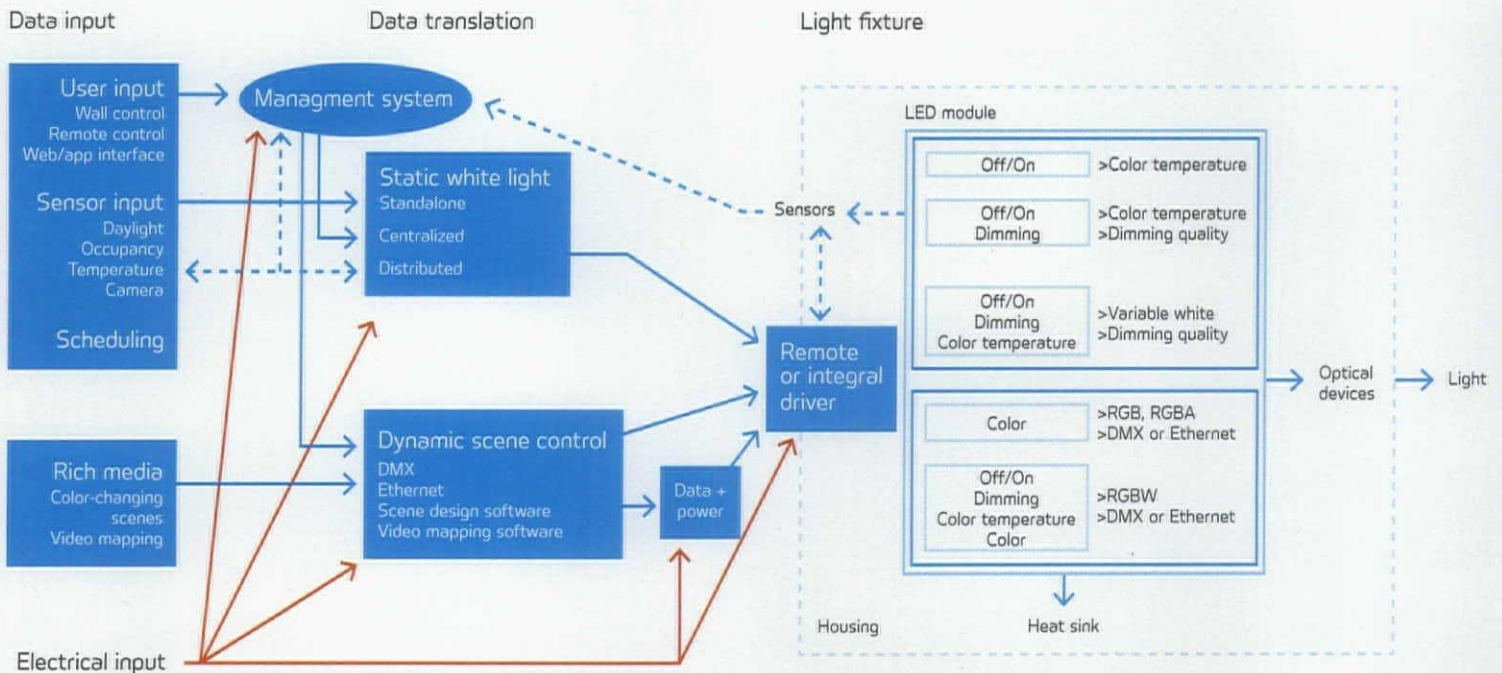 Data input
Data translation
Light fixture
User input
Wall control
Remote control
Web/app interface
Sensor input
Daylight
Occupancy
Temperature
Camera
Scheduling
Rich media
Color-changing
scenes
Video mapping
Electrical input
Managment system
Static white light
Standalone
Centralized
Distributed
Dynamic scene control
DMX
Ethernet
Scene design software
Video mapping software
Data +
power
Remote
or integral
driver
Sensors
LED module
Off/On
>Color temperature
Off/On
Dimming
>Color temperature
>Dimming quality
Off/On
Dimming
Color temperature
>Variable white
>Dimming quality
Color
>RGB, RGBA
>DMX or Ethernet
Off/On
Dimming
Color temperature
Color
>RGBW
>DMX or Ethernet
Housing
Heat sink
Optical
devices
Light